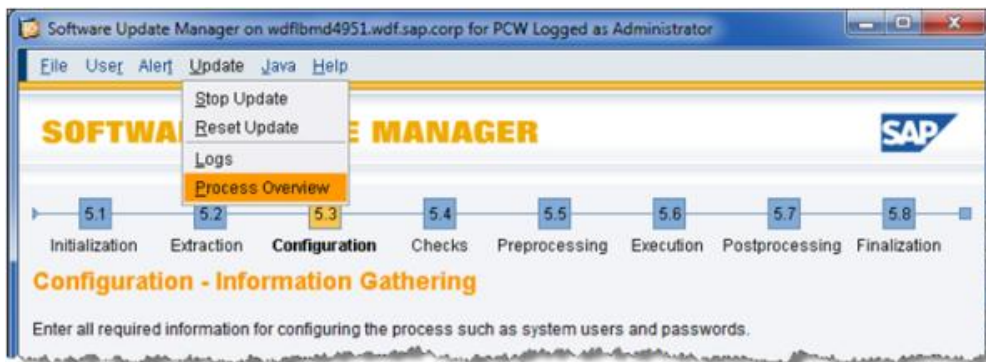 Software Update Manager on wdflbmd4951.wdf.sap.corp for PCW Logged as Administrator
File User Alert Update Java Help
Stop Update
Reset Update
Logs
Process Overview
SOFTWA E MANAGER SAP
5.1 5.2 5.3 5.4 5.5 5.6 5.7 5.8
Initialization Extraction Configuration Checks Preprocessing Execution Postprocessing Finalization
Configuration - Information Gathering
Enter all required information for configuring the process such as system users and passwords.